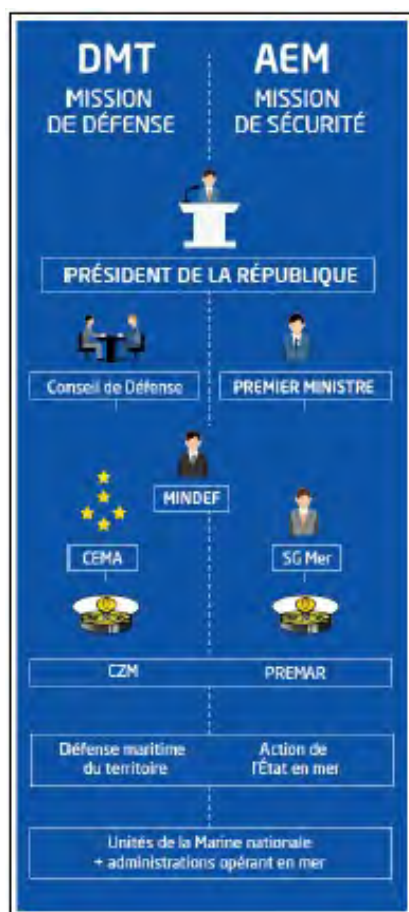 DMT
MISSION
DE DÉFENSE
AEM
MISSION
DE SÉCURITÉ
PRÉSIDENT DE LA RÉPUBLIQUE
Conseil de Défense
PREMIER MINISTRE
MINDEF
CEMA
SG Mer
CZM
PREMAR
Défense maritime
du territoire
Action de
l'État en mer
Unités de la Marine nationale
+ administrations opérant en mer